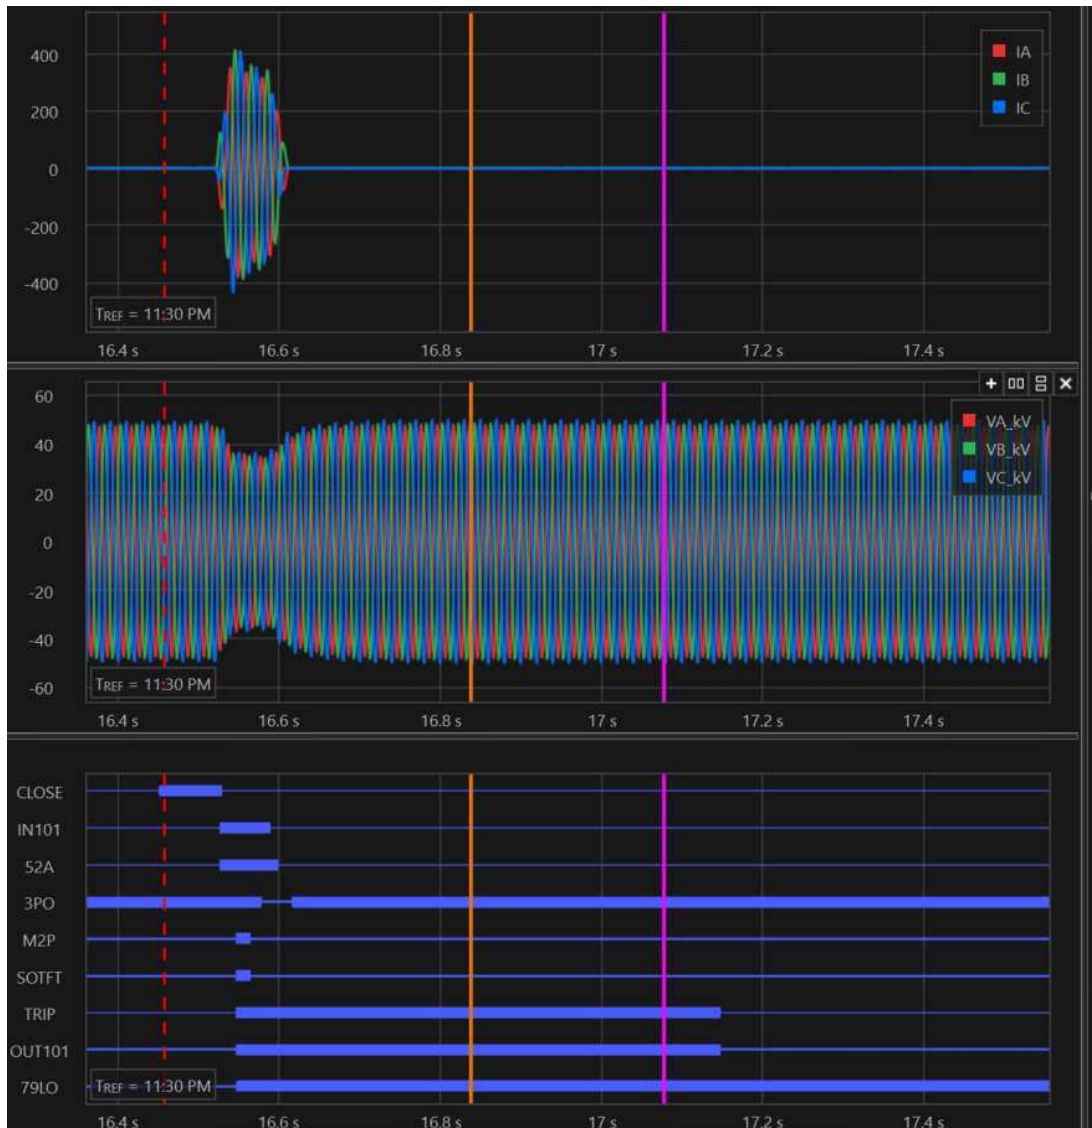 400
200
0
-200
-400
IA
IB
IC
TREF = 11:30 PM
16.4 s 16.6 s 16.8 s 17 s 17.2 s 17.4 s
60
40
20
0
-20
-40
-60
VA_kV
VB_kV
VC_kV
TREF = 11:30 PM
16.4 s 16.6 s 16.8 s 17 s 17.2 s 17.4 s
CLOSE
IN101
52A
3PO
M2P
SOTFT
TRIP
OUT101
79LO
TREF = 11:30 PM
16.4 s 16.6 s 16.8 s 17 s 17.2 s 17.4 s